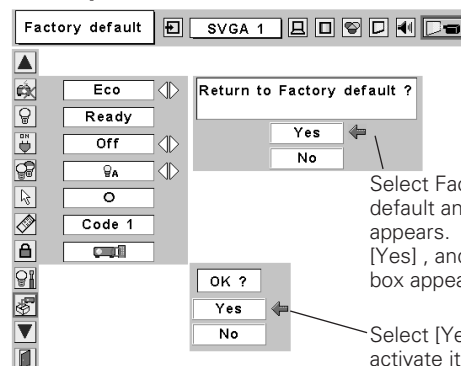 Factory default
SVGA 1
Eco
Ready
Off
A
Code 1
ON
Return to Factory default ?
Yes
No
Select Fac
default an
appears.
[Yes] , and
box appea
OK ?
Yes
No
Select [Ye
activate it